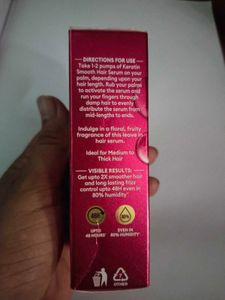 DIRECTIONS FOR USE
Take 1-2 pumps of Keratin
Smooth Hair Serum on your
palm, depending upon your
hair length. Rub your palms
to activate the serum and
run your fingers through
damp hair to evenly
distribute the serum from
mid-lengths to ends.
Indulge in a floral, fruity
fragrance of this leave in
hair serum.
Ideal for Medium to
Thick Hair
VISIBLE RESULTS:
Get upto 2X smoother hair
and long lasting frizz
control upto 48H even in
80% humidity*
48H
80%
UPTO
48 HOURS*
EVEN IN
80% HUMIDITY*
7
OTHER